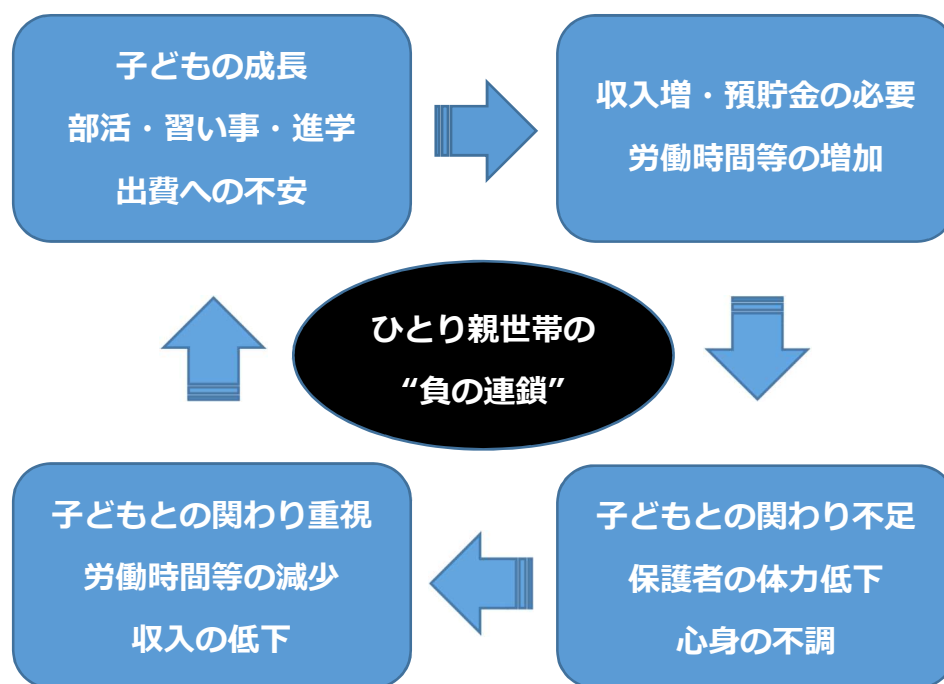 子どもの成長
部活・習い事・進学
出費への不安
収入増・預貯金の必要
労働時間等の増加
ひとり親世帯の
“負の連鎖”
子どもとの関わり重視
労働時間等の減少
収入の低下
子どもとの関わり不足
保護者の体力低下
心身の不調